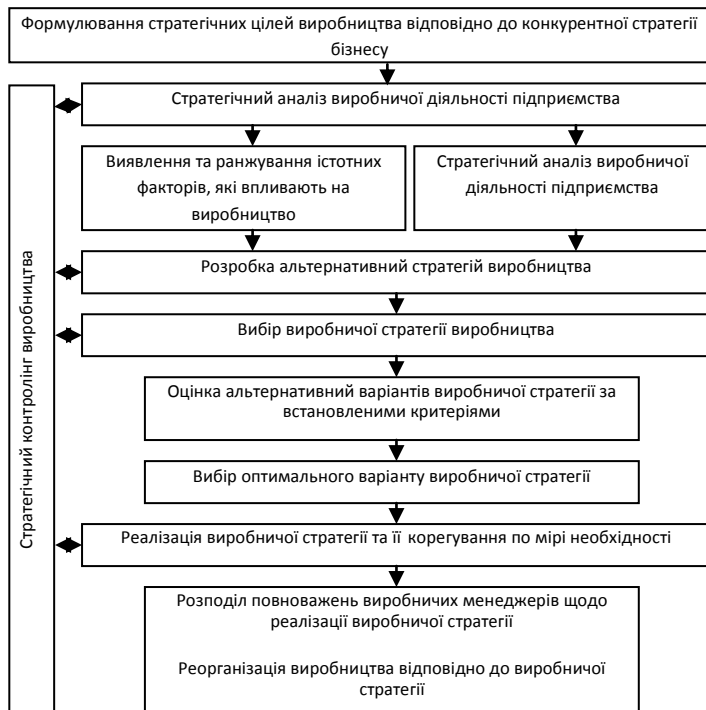 Формулювання стратегічних цілей виробництва відповідно до конкурентної стратегії
бізнесу
Стратегічний контролінг виробництва
Стратегічний аналіз виробничої діяльності підприємства
Виявлення та ранжування істотних
факторів, які впливають на
виробництво
Стратегічний аналіз виробничої
діяльності підприємства
Розробка альтернативний стратегій виробництва
Вибір виробничої стратегії виробництва
Оцінка альтернативний варіантів виробничої стратегії за
встановленими критеріями
Вибір оптимального варіанту виробничої стратегії
Реалізація виробничої стратегії та її корегування по мірі необхідності
Розподіл повноважень виробничих менеджерів щодо
реалізації виробничої стратегії
Реорганізація виробництва відповідно до виробничої
стратегії